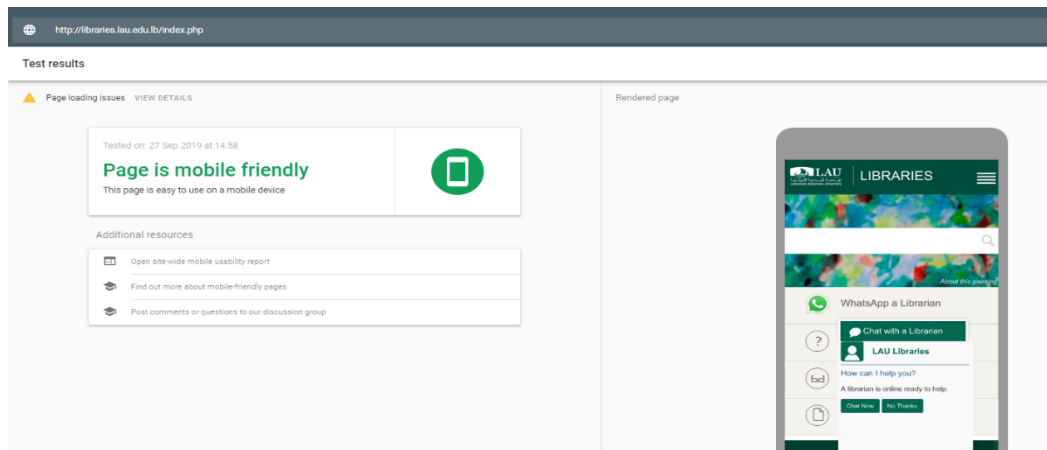 http://libraries.lau.edu.lb/index.php
Test results
Page loading issues VIEW DETAILS
Rendered page
Tested on: 27 Sep 2019 at 14:58
Page is mobile friendly
This page is easy to use on a mobile device
Additional resources
Open site-wide mobile usability report
Find out more about mobile-friendly pages
Post comments or questions to our discussion group
LAU LIBRARIES
About this painting
WhatsApp a Librarian
Chat with a Librarian
LAU Libraries
How can I help you?
A librarian is online ready to help.
Chat Now No Thanks